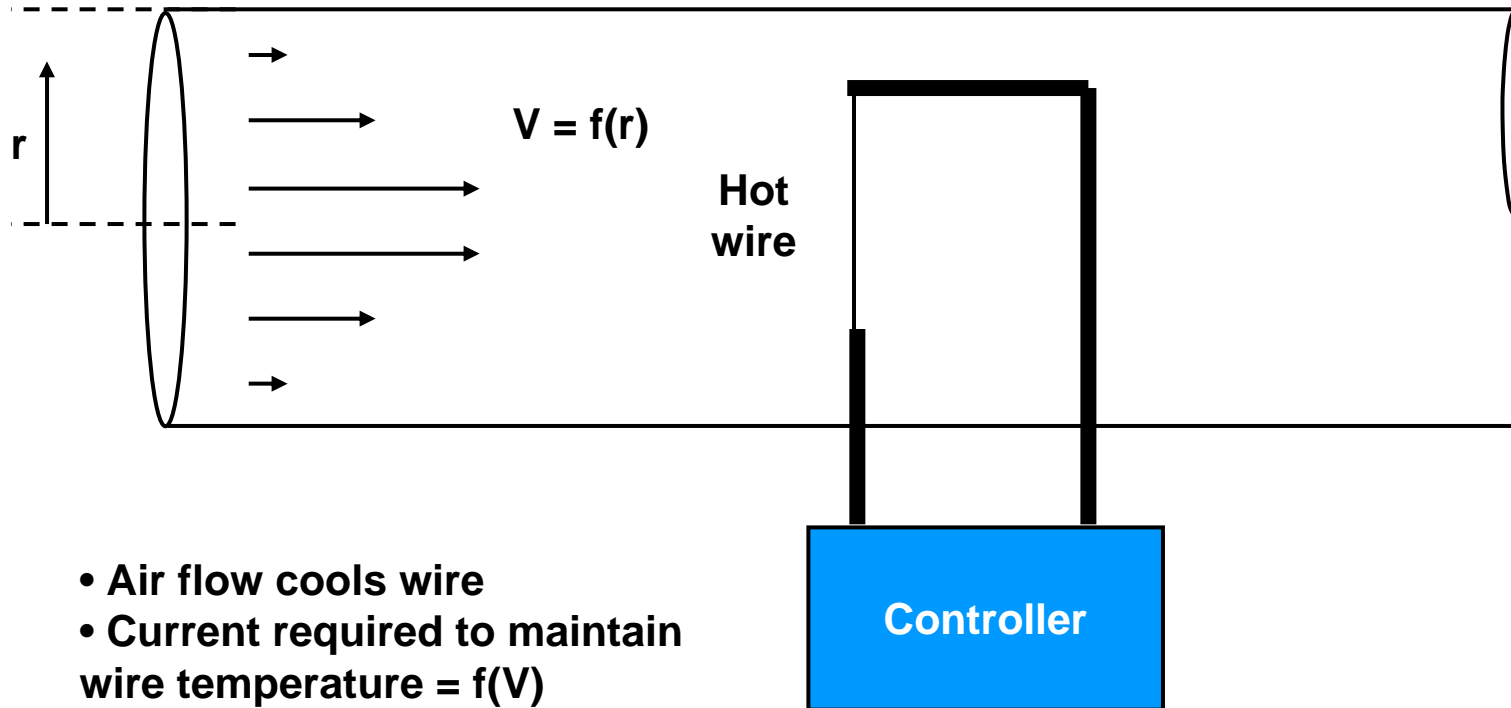 r
V = f(r)
Hot
wire
• Air flow cools wire
• Current required to maintain
wire temperature = f(V)
Controller